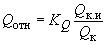 Q_отн = K_Q Q_к.и / Q_к